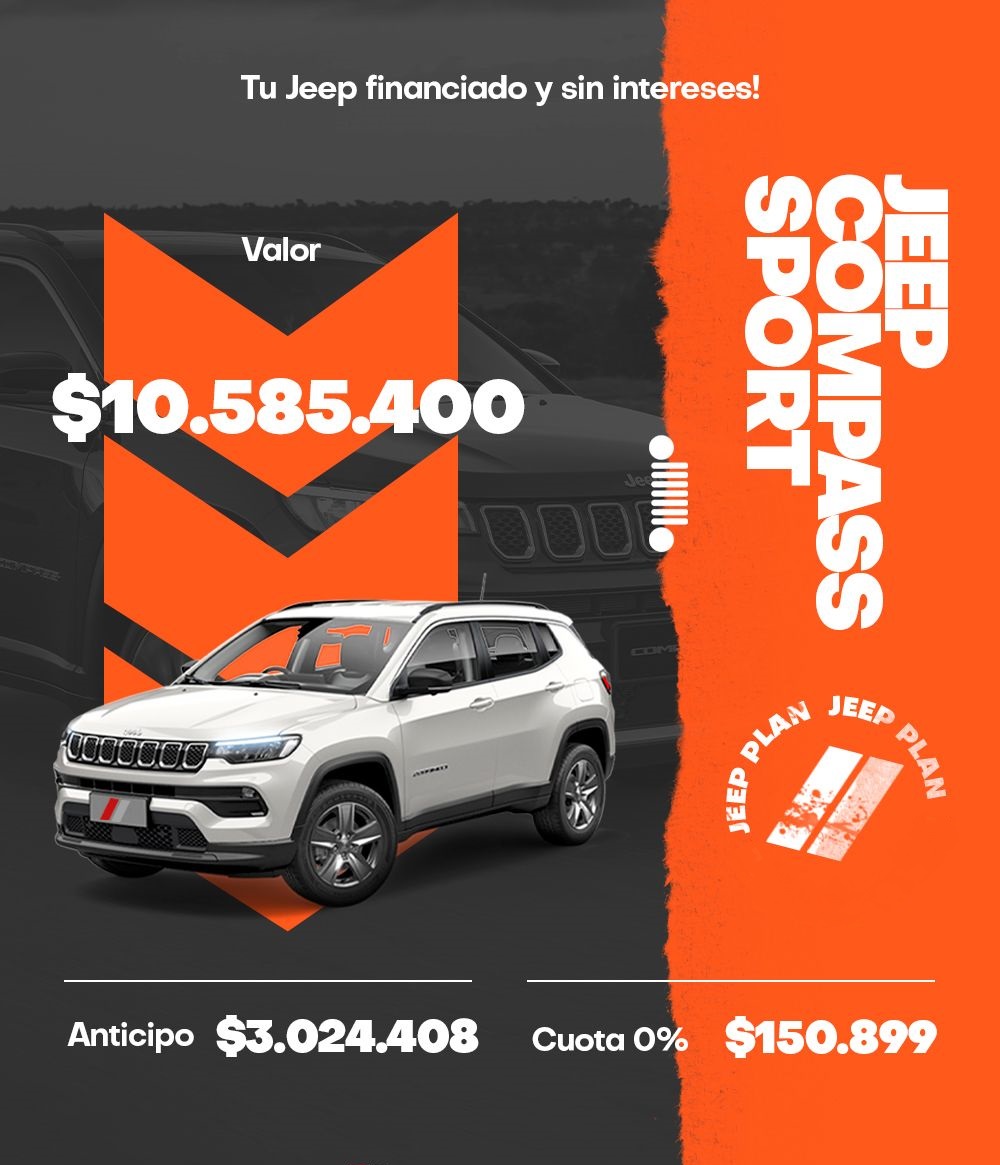 Tu Jeep financiado y sin intereses!
Valor
$10.585.400
JEEP
COMPASS
SPORT
Jeep
JEEP PLAN JEEP PLAN
Anticipo $3.024.408
Cuota 0% $150.899